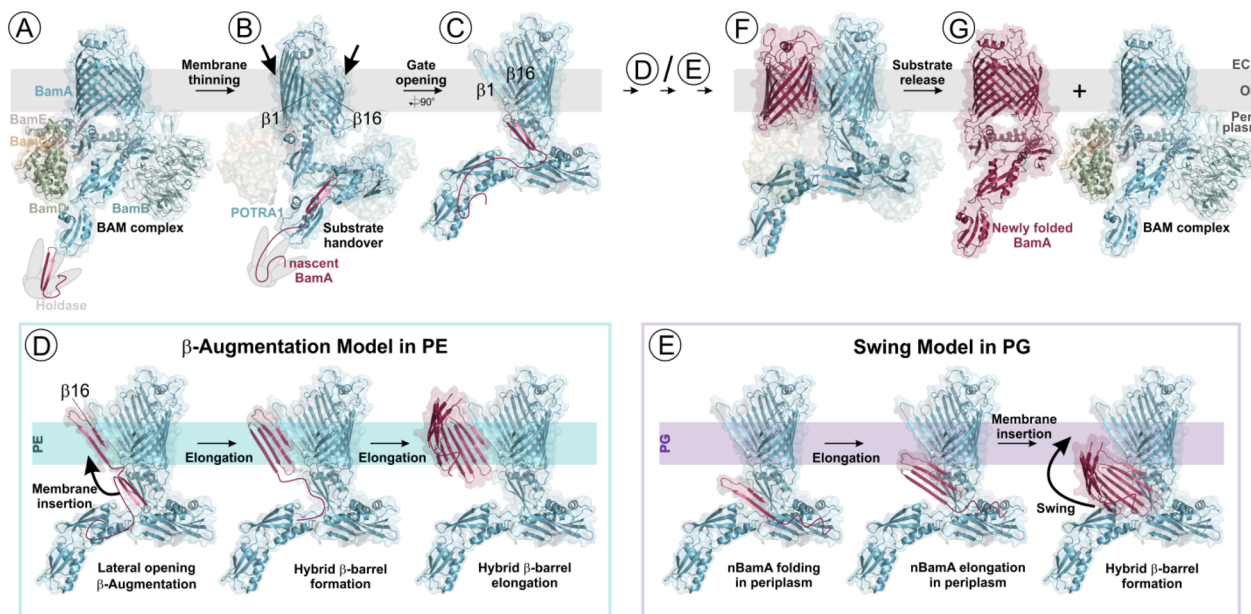 A
B
C
D / E
F
G
Membrane
thinning
Gate
opening
90°
Substrate
release
BamA
BamE
BamD
BamB
BAM complex
Holdase
β1
β16
POTRA1
Substrate
handover
nascent
BamA
β16
β1
+
EC
O
Peri
plasm
Newly folded
BamA
BAM complex
D
β-Augmentation Model in PE
β16
PE
Membrane
insertion
Elongation
Elongation
Lateral opening
β-Augmentation
Hybrid β-barrel
formation
Hybrid β-barrel
elongation
E
Swing Model in PG
PG
Elongation
Membrane
insertion
Swing
nBamA folding
in periplasm
nBamA elongation
in periplasm
Hybrid β-barrel
formation